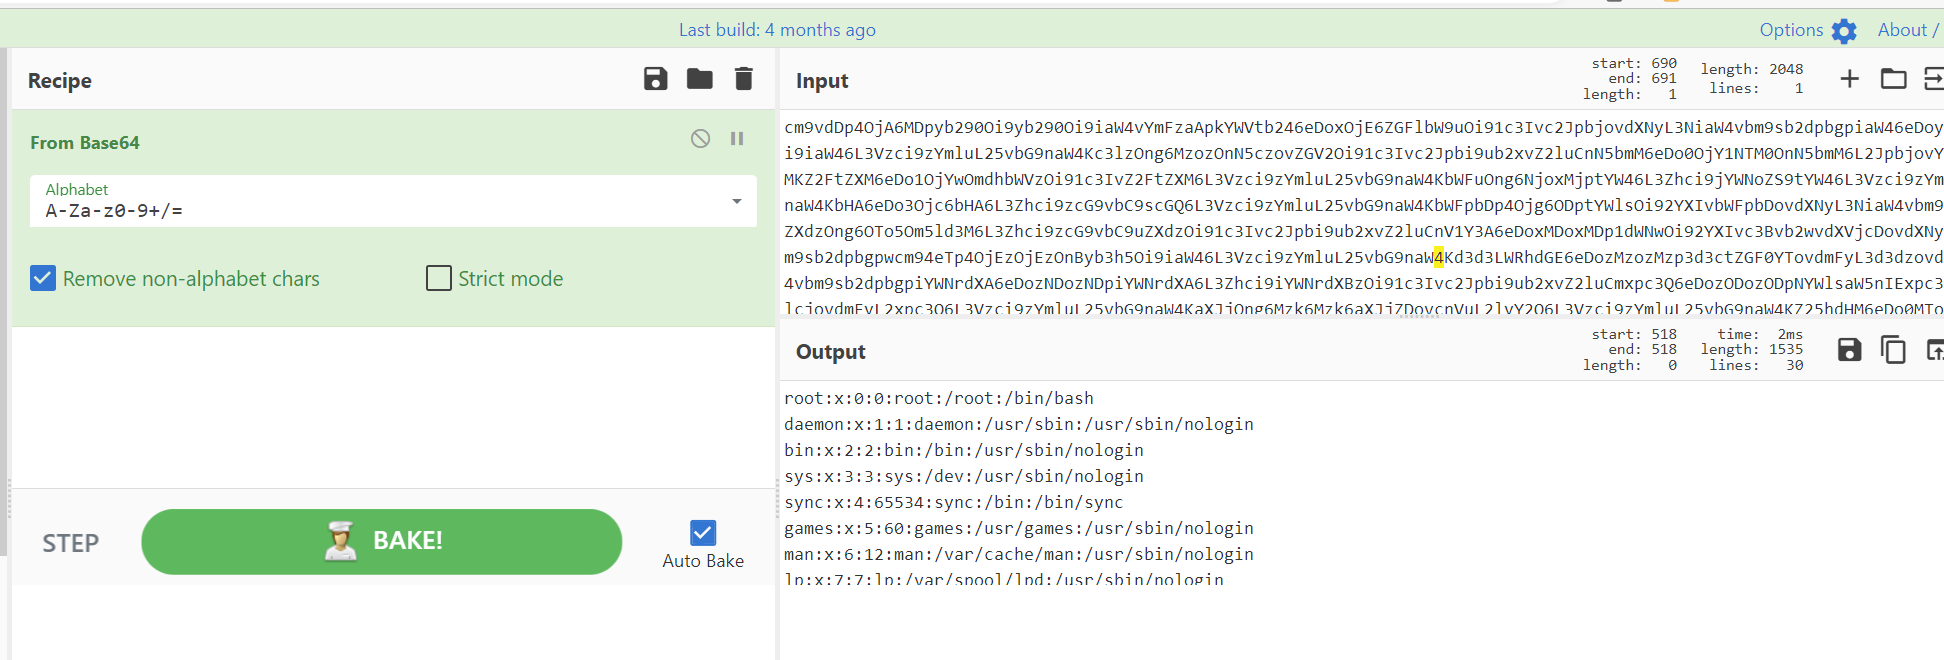 Last build: 4 months ago
Options
About /
Recipe
Input
start: 690
end: 691
length: 1
length: 2048
lines: 1
From Base64
Alphabet
A-Za-z0-9+/=
Remove non-alphabet chars
Strict mode
cm9vdDp4OjA6MDpyb290Oi9yb290Oi9iaW4vYmFzaApkYWVtb246eDoxOjE6ZGFlbW9uOi91c3Ivc2JpbjovdXNyL3NiaW4vbm9sb2dpbgpiaW46eDoy
i9iaW46L3Vzci9zYmluL25vbG9naW4Kc3lzOng6MzozOnN5czovZGV2Oi91c3Ivc2Jpbi9ub2xvZ2luCnN5bmM6eDo0OjY1NTM0OnN5bmM6L2JpbjovY
MKZ2FtZXM6eDo1OjYwOmdhbWVzOi91c3IvZ2FtZXM6L3Vzci9zYmluL25vbG9naW4KbWFuOng6NjoxMjptYW46L3Zhci9jYWNoZS9tYW46L3Vzci9zYm
naW4KbHA6eDo3Ojc6bHA6L3Zhci9zcG9vbC9scGQ6L3Vzci9zYmluL25vbG9naW4KbWFpbDp4Ojg6ODptYWlsOi92YXIvbWFpbDovdXNyL3NiaW4vbm9
ZXdzOng6OTo5Om5ld3M6L3Zhci9zcG9vbC9uZXdzOi91c3Ivc2Jpbi9ub2xvZ2luCnV1Y3A6eDoxMDoxMDp1dWNwOi92YXIvc3Bvb2wvdXVjcDovdXNy
m9sb2dpbgpwcm94eTp4OjEzOjEzOnByb3h5Oi9iaW46L3Vzci9zYmluL25vbG9naW4Kd3d3LWRhdGE6eDozMzozMzp3d3ctZGF0YTovdmFyL3d3dzovd
4vbm9sb2dpbgpiYWNrdXA6eDozNDozNDpiYWNrdXA6L3Zhci9iYWNrdXBzOi91c3Ivc2Jpbi9ub2xvZ2luCmxpc3Q6eDozODozODpNYWlsaW5nIExpc3
lcjovdmFyL2xpc3Q6L3Vzci9zYmluL25vbG9naW4KaXJjOng6Mzk6Mzk6aXJjZDovcnVuL2lyY2Q6L3Vzci9zYmluL25vbG9naW4KZ25hdHM6eDo0MTo
Output
start: 518
end: 518
length: 0
time: 2ms
length: 1535
lines: 30
root:x:0:0:root:/root:/bin/bash
daemon:x:1:1:daemon:/usr/sbin:/usr/sbin/nologin
bin:x:2:2:bin:/bin:/usr/sbin/nologin
sys:x:3:3:sys:/dev:/usr/sbin/nologin
sync:x:4:65534:sync:/bin:/bin/sync
games:x:5:60:games:/usr/games:/usr/sbin/nologin
man:x:6:12:man:/var/cache/man:/usr/sbin/nologin
lp:x:7:7:lp:/var/spool/lpd:/usr/sbin/nologin
STEP
BAKE!
Auto Bake